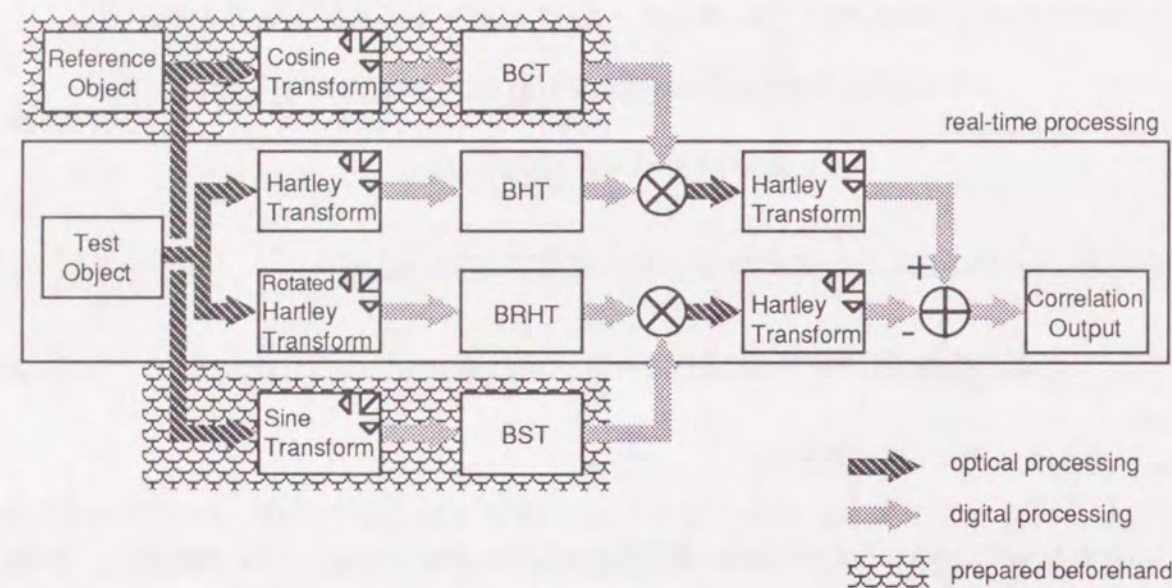 Reference
Object
Cosine
Transform
BCT
real-time processing
Hartley
Transform
BHT
Hartley
Transform
Test
Object
Rotated
Hartley
Transform
BRHT
Hartley
Transform
+
-
Correlation
Output
Sine
Transform
BST
optical processing
digital processing
prepared beforehand